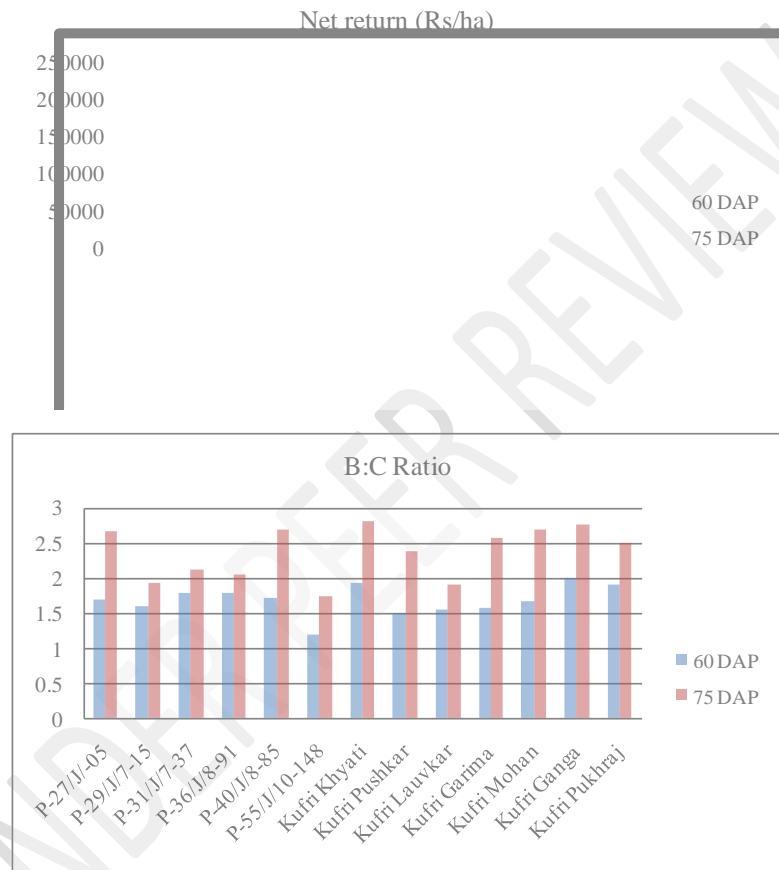 Net return (Rs/ha)
250000
200000
150000
100000
50000
0
60 DAP
75 DAP
B:C Ratio
3
2.5
2
1.5
1
0.5
0
60 DAP
75 DAP
P-27/J/-05
P-29/J/7-15
P-31/J/7-37
P-36/J/8-91
P-40/J/8-85
P-55/J/10-148
Kufri Khyati
Kufri Pushkar
Kufri Lauvkar
Kufri Garima
Kufri Mohan
Kufri Ganga
Kufri Pukhraj
NDER PEER REVIEW